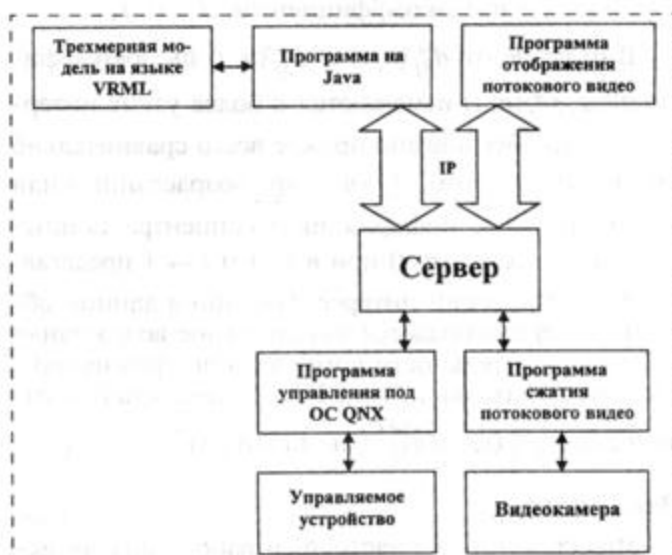 Трехмерная мо-
дель на языке
VRML
Программа на
Java
Программа
отображения
потокового видео
IP
Сервер
Программа
управления под
ОС QNX
Программа
сжатия
потокового видео
Управляемое
устройство
Видеокамера